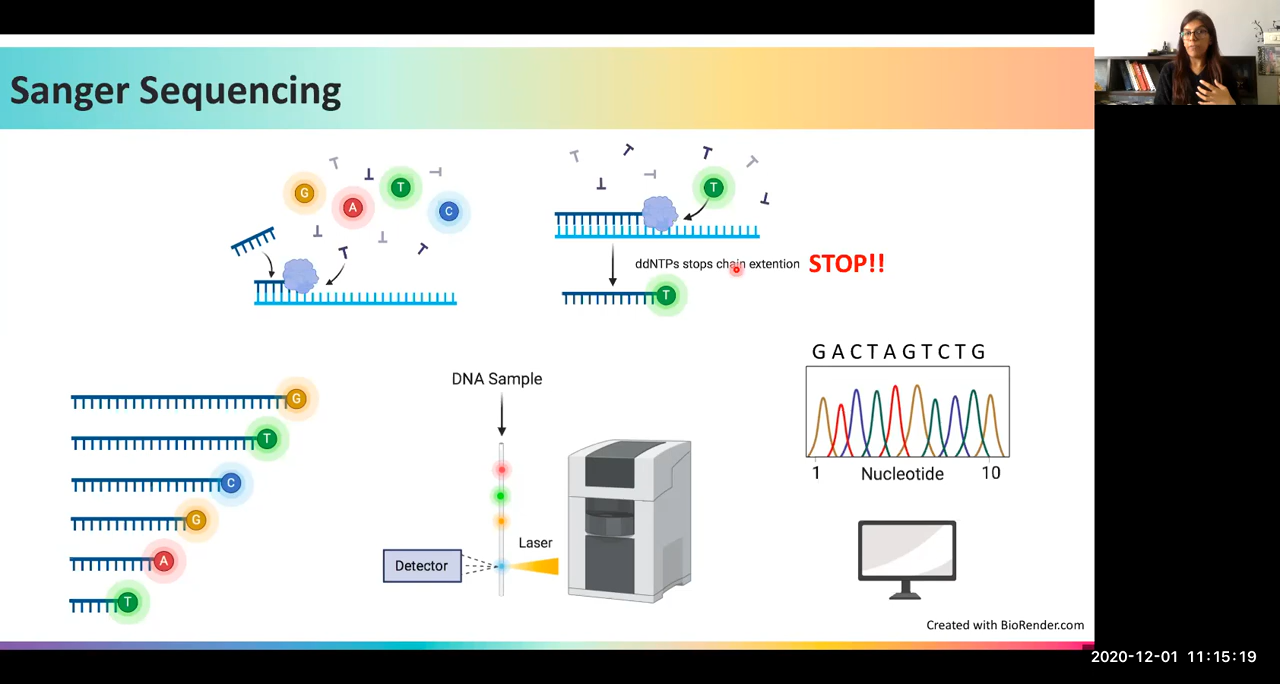 Sanger Sequencing
G
A
T
C
T
ddNTPs stops chain extention STOP!!
T
G
T
C
G
A
T
DNA Sample
Laser
Detector
G A C T A G T C T G
1 Nucleotide 10
Created with BioRender.com
2020-12-01 11:15:19